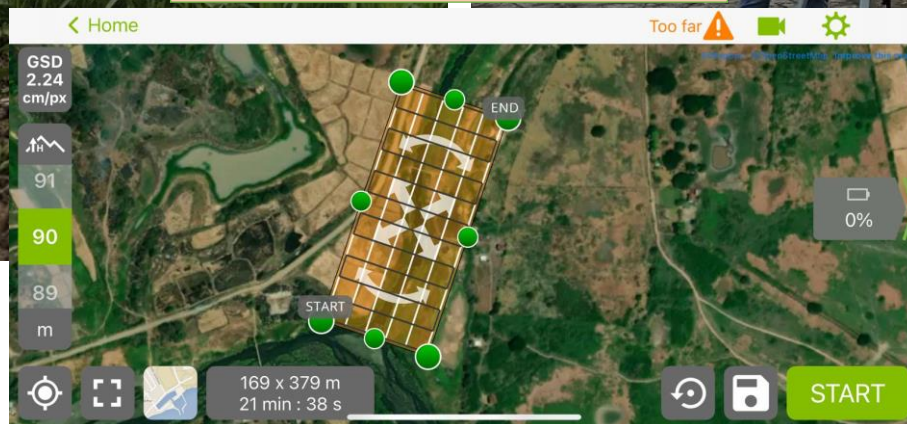 Home
Too far
GSD
2.24
cm/px
H
91
90
89
m
END
START
0%
169 x 379 m
21 min : 38 s
START